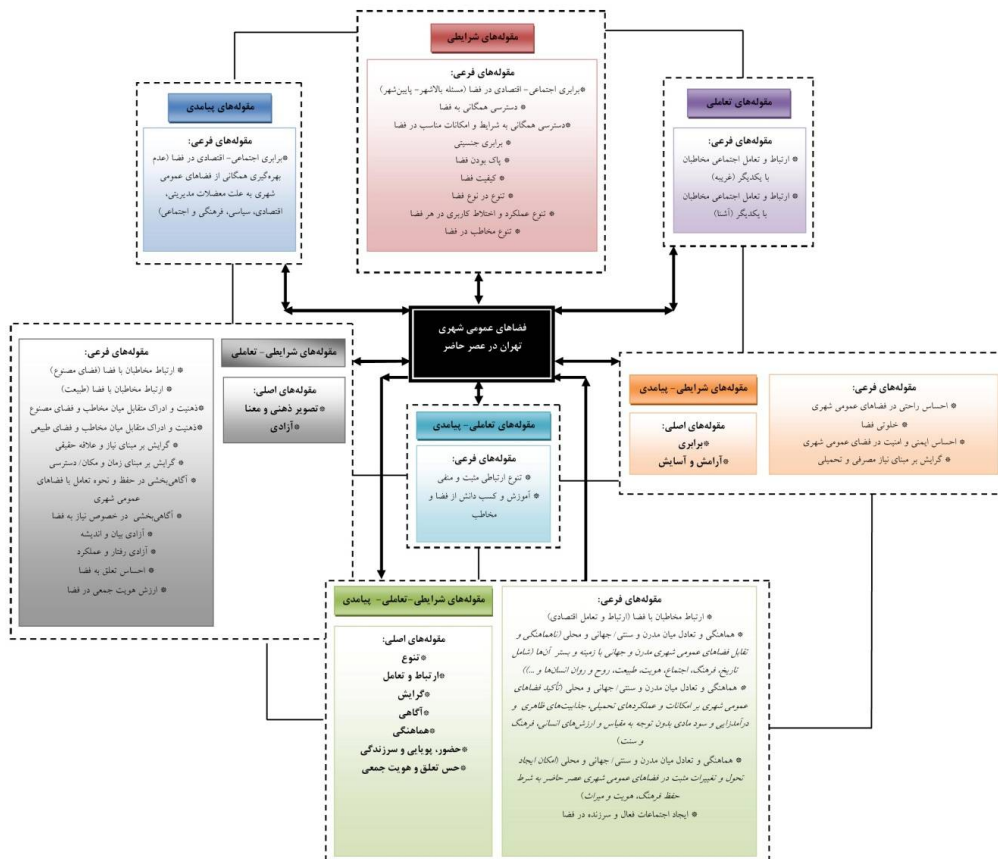 مقوله‌های شرایطی
مقوله‌های فرعی:
*برابری اجتماعی- اقتصادی در فضا (مسئله بالاشهر- پایین‌شهر)
* دسترسی همگانی به فضا
*دسترسی همگانی به شرایط و امکانات مناسب در فضا
* برابری جنسیتی
* پاک بودن فضا
* کیفیت فضا
* تنوع در نوع فضا
* تنوع عملکرد و اختلاط کاربری در هر فضا
* تنوع مخاطب در فضا
مقوله‌های تعاملی
مقوله‌های فرعی:
* ارتباط و تعامل اجتماعی مخاطبان
با یکدیگر (غریبه)
* ارتباط و تعامل اجتماعی مخاطبان
با یکدیگر (آشنا)
مقوله‌های پیامدی
مقوله‌های فرعی:
*برابری اجتماعی- اقتصادی در فضا (عدم
بهره‌گیری همگانی از فضاهای عمومی
شهری به علت معضلات مدیریتی،
اقتصادی، سیاسی، فرهنگی و اجتماعی)
فضاهای عمومی شهری
تهران در عصر حاضر
مقوله‌های شرایطی- پیامدی
مقوله‌های اصلی:
*برابری
*آرامش و آسایش
مقوله‌های فرعی:
* احساس راحتی در فضاهای عمومی شهری
* خلوتی فضا
* احساس ایمنی و امنیت در فضای عمومی شهری
* گرایش بر مبنای نیاز مصرفی و تحمیلی
مقوله‌های تعاملی- پیامدی
مقوله‌های فرعی:
* تنوع ارتباطی مثبت و منفی
* آموزش و کسب دانش از فضا و
مخاطب
مقوله‌های شرایطی- تعاملی
مقوله‌های اصلی:
*تصویر ذهنی و معنا
*آزادی
مقوله‌های فرعی:
* ارتباط مخاطبان با فضا (فضای مصنوع)
* ارتباط مخاطبان با فضا (طبیعت)
*ذهنیت و ادراک متقابل میان مخاطب و فضای مصنوع
*ذهنیت و ادراک متقابل میان مخاطب و فضای طبیعی
* گرایش بر مبنای نیاز و علاقه حقیقی
* گرایش بر مبنای زمان و مکان/ دسترسی
* آگاهی‌بخشی در حفظ و نحوه تعامل با فضاهای
عمومی شهری
* آگاهی‌بخشی در خصوص نیاز به فضا
* آزادی بیان و اندیشه
* آزادی رفتار و عملکرد
* احساس تعلق به فضا
* ارزش هویت جمعی در فضا
مقوله‌های شرایطی-تعاملی- پیامدی
مقوله‌های اصلی:
*تنوع
*ارتباط و تعامل
*گرایش
*آگاهی
*هماهنگی
*حضور، پویایی و سرزندگی
*حس تعلق و هویت جمعی
مقوله‌های فرعی:
* ارتباط مخاطبان با فضا (ارتباط و تعامل اقتصادی)
* هماهنگی و تعادل میان مدرن و سنتی/ جهانی و محلی (ناهماهنگی و
تقابل فضاهای عمومی شهری مدرن و جهانی با زمینه و بستر آن‌ها (شامل
تاریخ، فرهنگ، اجتماع، هویت، طبیعت، روح و روان انسان‌ها و ...))
* هماهنگی و تعادل میان مدرن و سنتی/ جهانی و محلی (تأکید فضاهای
عمومی شهری بر امکانات و عملکردهای تحمیلی، جذابیت‌های ظاهری و
درآمدزایی و سود مادی بدون توجه به مقیاس و ارزش‌های انسانی، فرهنگ
و سنت)
* هماهنگی و تعادل میان مدرن و سنتی/ جهانی و محلی (امکان ایجاد
تحول و تغییرات مثبت در فضاهای عمومی شهری عصر حاضر به شرط
حفظ فرهنگ، هویت و میراث)
* ایجاد اجتماعات فعال و سرزنده در فضا